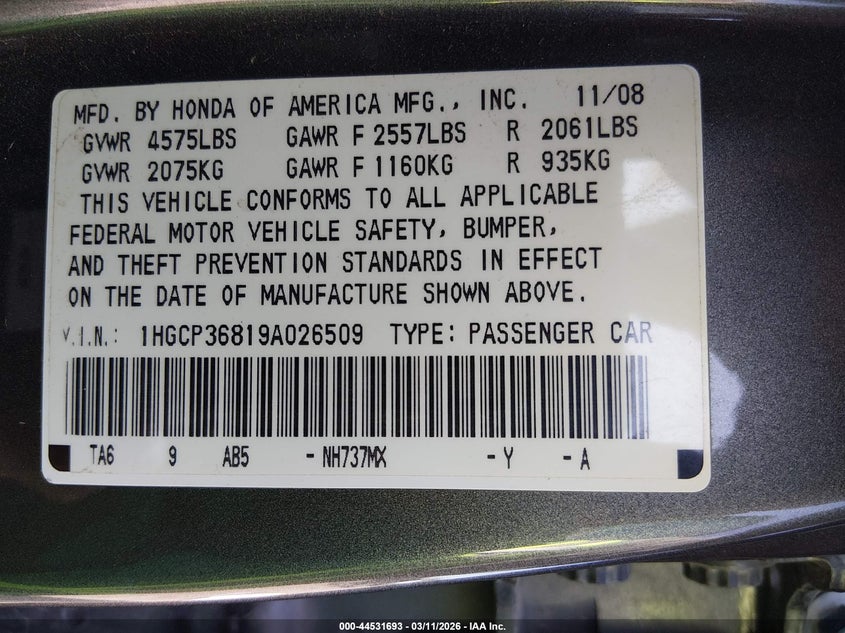 MFD. BY HONDA OF AMERICA MFG., INC. 11/08
GVWR 4575LBS GAWR F 2557LBS R 2061LBS
GVWR 2075KG GAWR F 1160KG R 935KG
THIS VEHICLE CONFORMS TO ALL APPLICABLE
FEDERAL MOTOR VEHICLE SAFETY, BUMPER,
AND THEFT PREVENTION STANDARDS IN EFFECT
ON THE DATE OF MANUFACTURE SHOWN ABOVE.
V.I.N.: 1HGCP36819A026509 TYPE: PASSENGER CAR
TA6 9 AB5 - NH737MX - Y - A
000-44531693 - 03/11/2026 - IAA Inc.